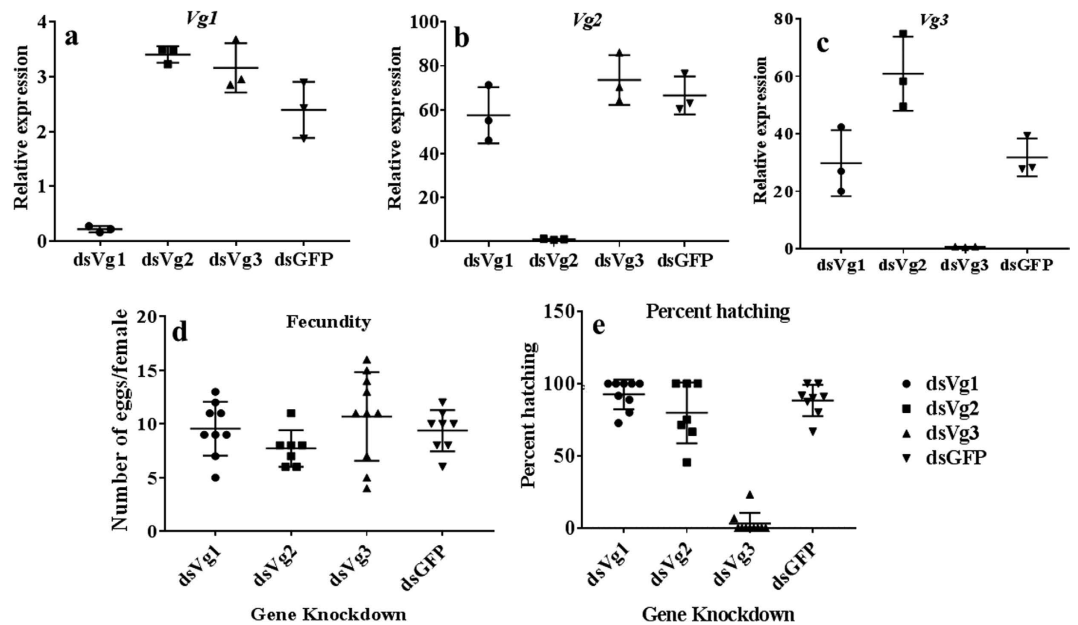 a
Vg1
Relative expression
4
3
2
1
0
dsVg1 dsVg2 dsVg3 dsGFP
b
Vg2
Relative expression
100
80
60
40
20
0
dsVg1 dsVg2 dsVg3 dsGFP
c
Vg3
Relative expression
80
60
40
20
0
dsVg1 dsVg2 dsVg3 dsGFP
d
Fecundity
Number of eggs/female
20
15
10
5
0
dsVg1 dsVg2 dsVg3 dsGFP
Gene Knockdown
e
Percent hatching
Percent hatching
150
100
50
0
dsVg1 dsVg2 dsVg3 dsGFP
Gene Knockdown
dsVg1
dsVg2
dsVg3
dsGFP